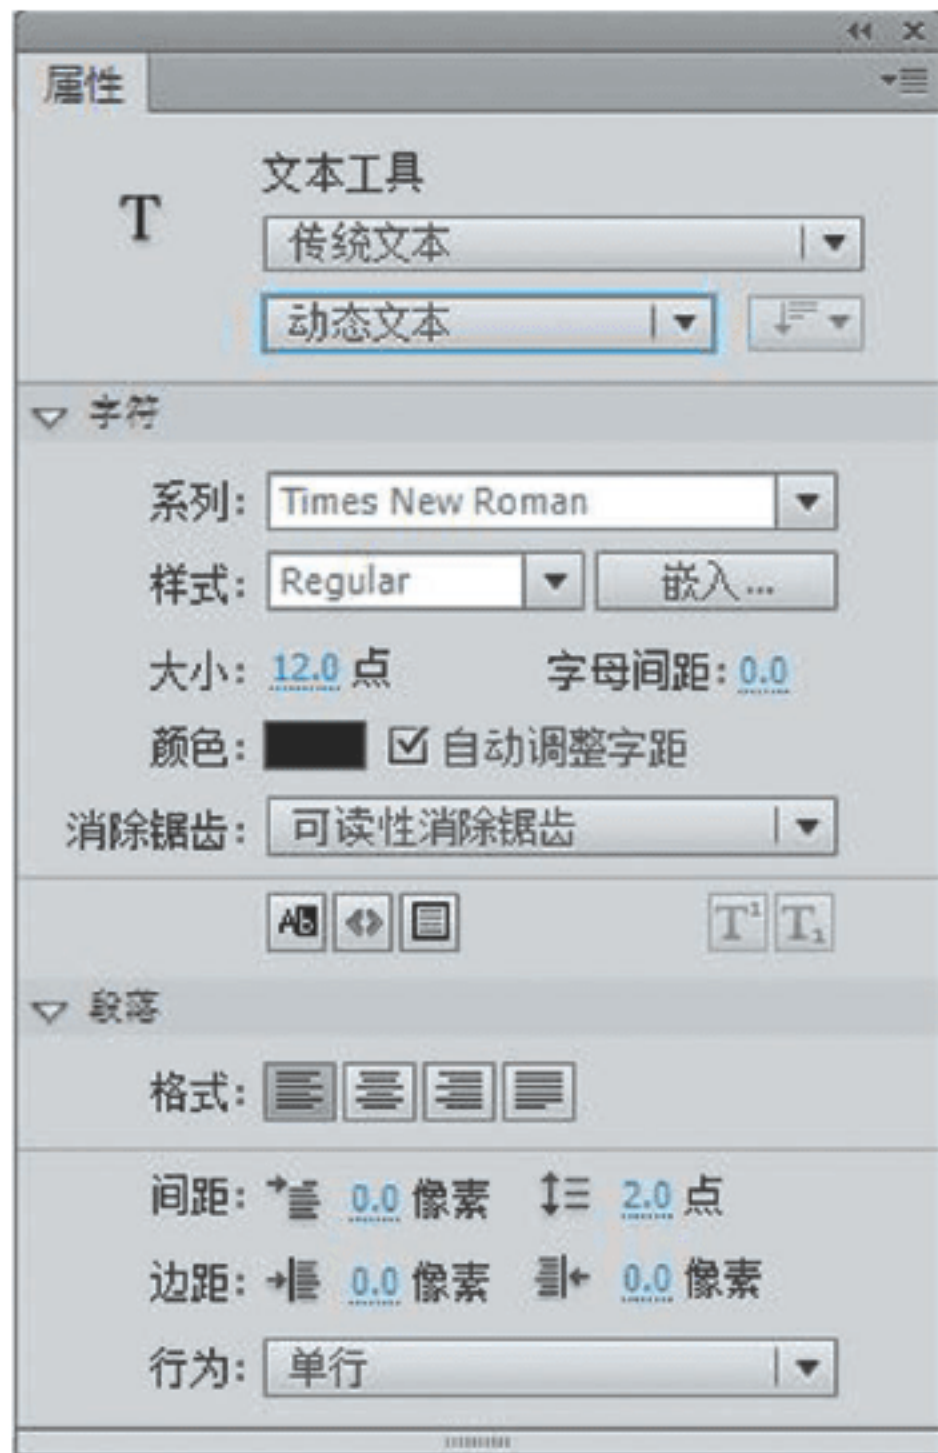 属性
文本工具
T
传统文本
动态文本
字符
系列: Times New Roman
样式: Regular 嵌入...
大小: 12.0 点 字母间距: 0.0
颜色: 自动调整字距
消除锯齿: 可读性消除锯齿
Ab T¹ T₁
段落
格式:
间距: 0.0 像素 2.0 点
边距: 0.0 像素 0.0 像素
行为: 单行